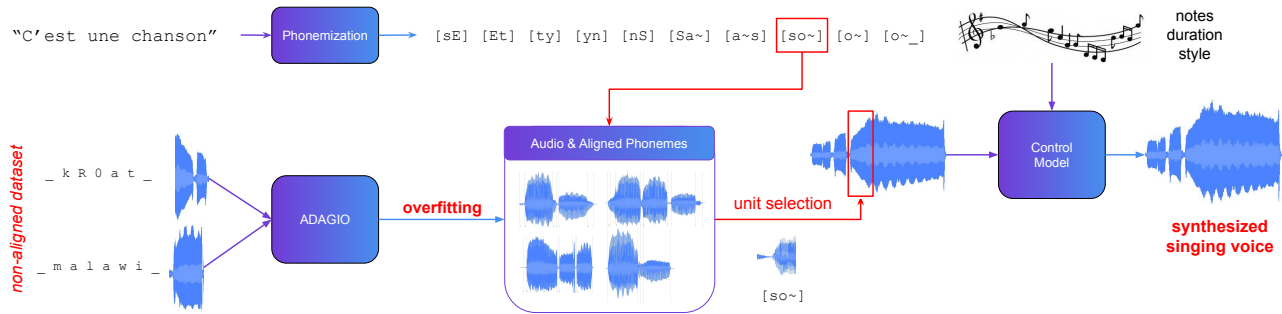 “C’est une chanson”
Phonemization
[sE] [Et] [ty] [yn] [nS] [Sa~] [a~s] [so~] [o~] [o~_]
notes
duration
style
non-aligned dataset
_ k R 0 a t _
_ m a l a w i _
ADAGIO
overfitting
Audio & Aligned Phonemes
unit selection
[so~]
Control
Model
synthesized
singing voice